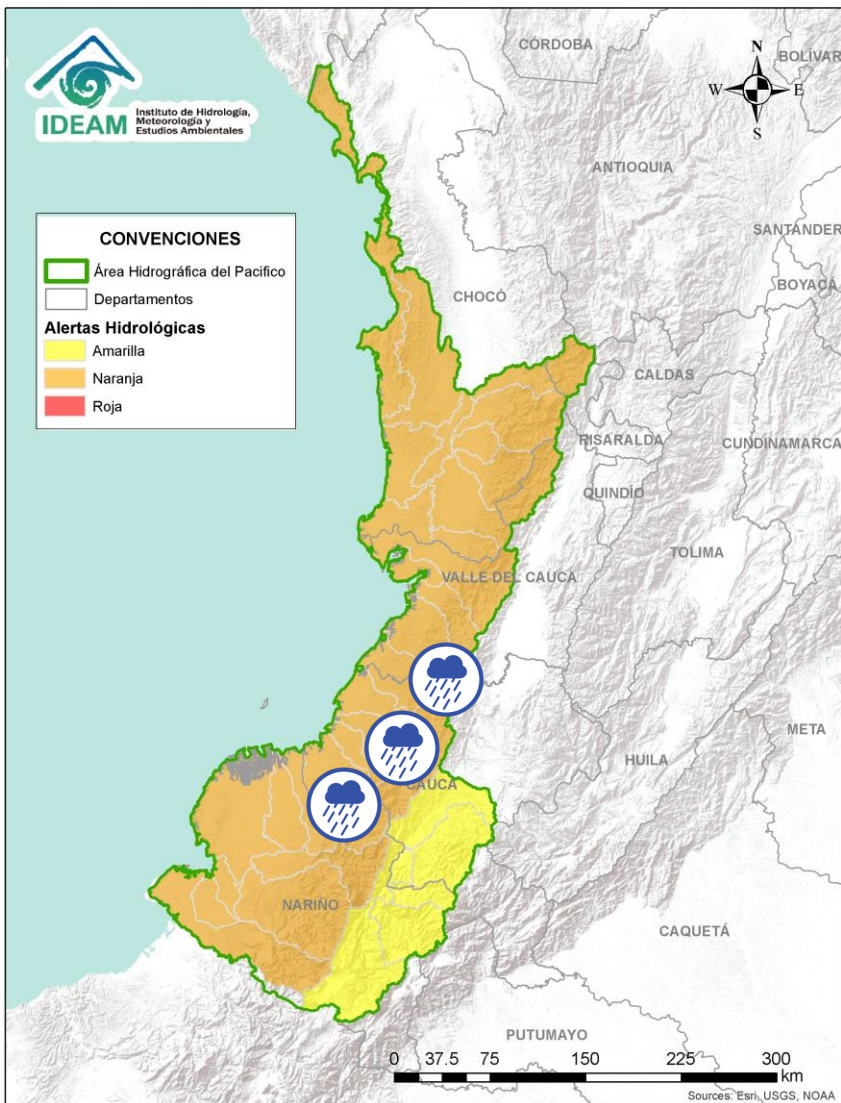 IDEAM
Instituto de Hidrología,
Meteorología y
Estudios Ambientales
CÓRDOBA
BOLÍVAR
N
W
E
S
ANTIOQUIA
SANTANDER
BOYACÁ
CONVENCIONES
Área Hidrográfica del Pacifico
Departamentos
Alertas Hidrológicas
Amarilla
Naranja
Roja
CHOCÓ
CALDAS
RISARALDA
CUNDINAMARCA
QUINDÍO
TOLIMA
VALLE DEL CAUCA
META
HUILA
CAUCA
NARIÑO
CAQUETÁ
PUTUMAYO
0 37.5 75 150 225 300
km
Sources: Esri, USGS, NOAA